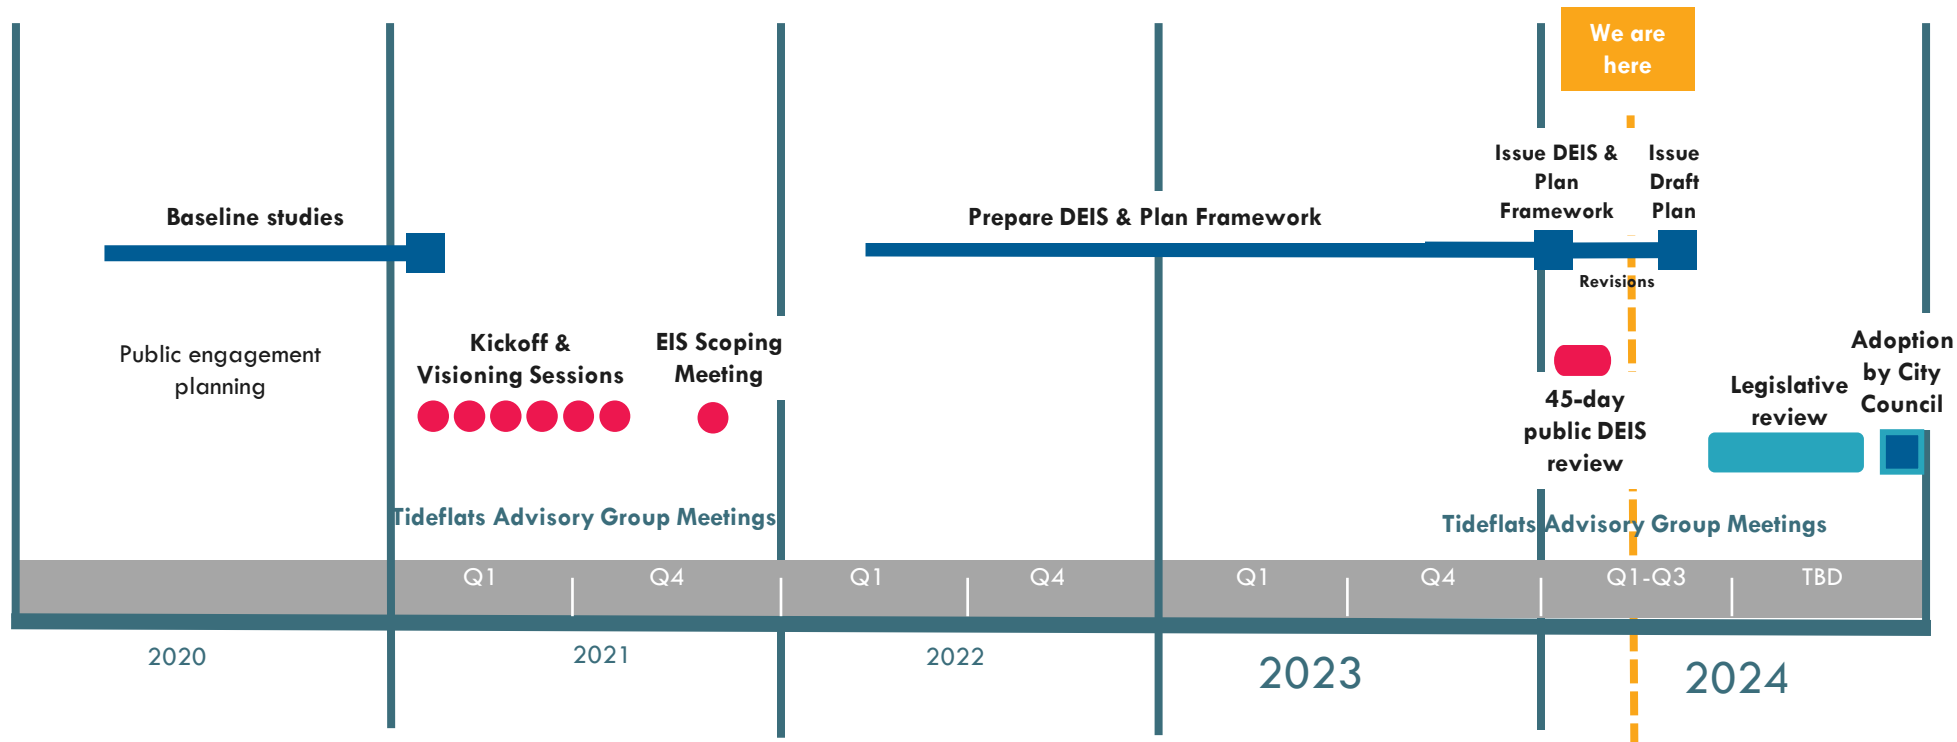 We are
here
Issue DEIS &
Plan
Framework
Issue
Draft
Plan
Baseline studies
Prepare DEIS & Plan Framework
Revisions
Public engagement
planning
Kickoff &
Visioning Sessions
EIS Scoping
Meeting
45-day
public DEIS
review
Legislative
review
Adoption
by City
Council
Tideflats Advisory Group Meetings
Tideflats Advisory Group Meetings
Q1
Q4
Q1
Q4
Q1
Q4
Q1-Q3
TBD
2020
2021
2022
2023
2024